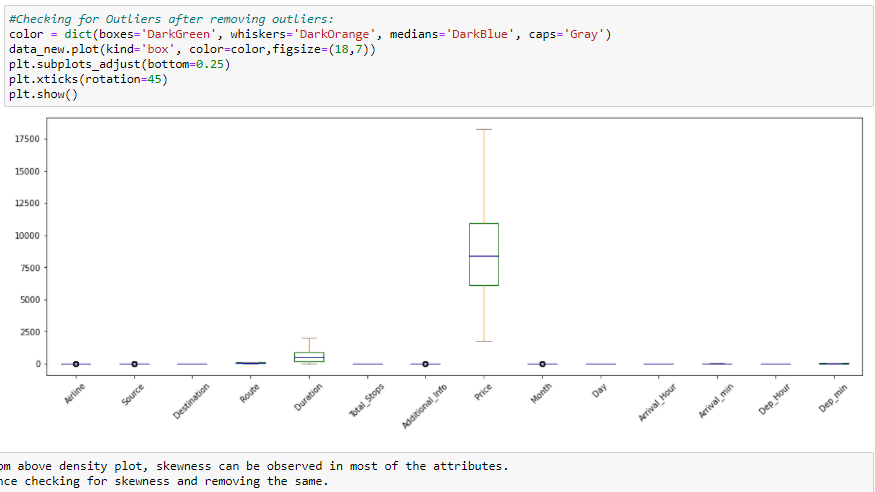 #Checking for Outliers after removing outliers:
color = dict(boxes='DarkGreen', whiskers='DarkOrange', medians='DarkBlue', caps='Gray')
data_new.plot(kind='box', color=color,figsize=(18,7))
plt.subplots_adjust(bottom=0.25)
plt.xticks(rotation=45)
plt.show()
17500
15000
12500
10000
7500
5000
2500
0
Airline
Source
Destination
Route
Duration
Total_Stops
Additional_Info
Price
Month
Day
Arrival_Hour
Arrival_min
Dep_Hour
Dep_min
om above density plot, skewness can be observed in most of the attributes.
nce checking for skewness and removing the same.